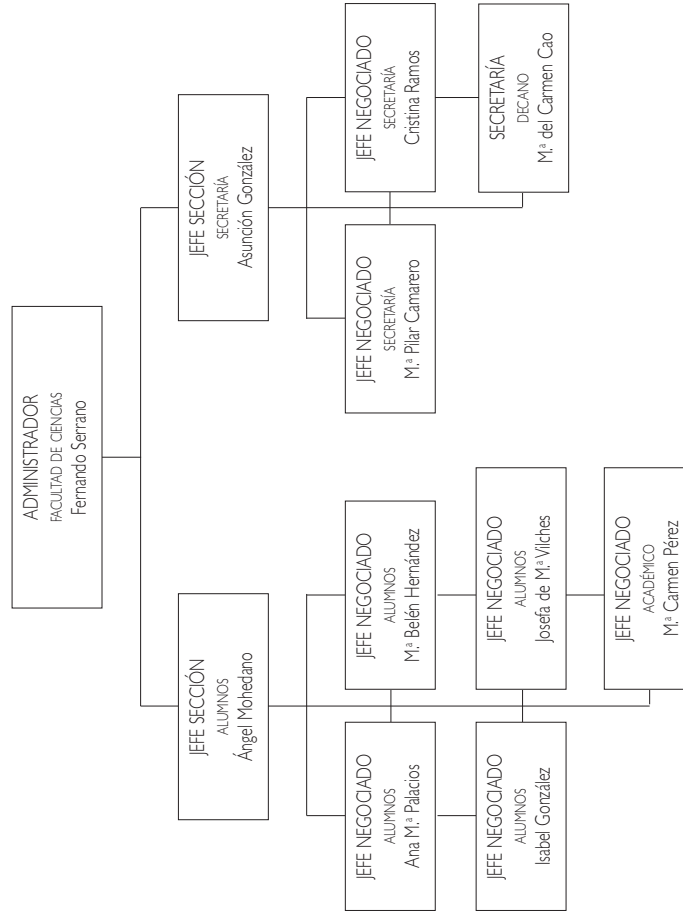 ADMINISTRADOR
FACULTAD DE CIENCIAS
Fernando Serrano
JEFE SECCIÓN
ALUMNOS
Ángel Mohedano
JEFE SECCIÓN
SECRETARÍA
Asunción González
JEFE NEGOCIADO
ALUMNOS
Ana M.ª Palacios
JEFE NEGOCIADO
ALUMNOS
M.ª Belén Hernández
JEFE NEGOCIADO
SECRETARÍA
M.ª Pilar Camarero
JEFE NEGOCIADO
SECRETARÍA
Cristina Ramos
JEFE NEGOCIADO
ALUMNOS
Isabel González
JEFE NEGOCIADO
ALUMNOS
Josefa de M.ª Vilches
SECRETARÍA
DECANO
M.ª del Carmen Cao
JEFE NEGOCIADO
ACADÉMICO
M.ª Carmen Pérez